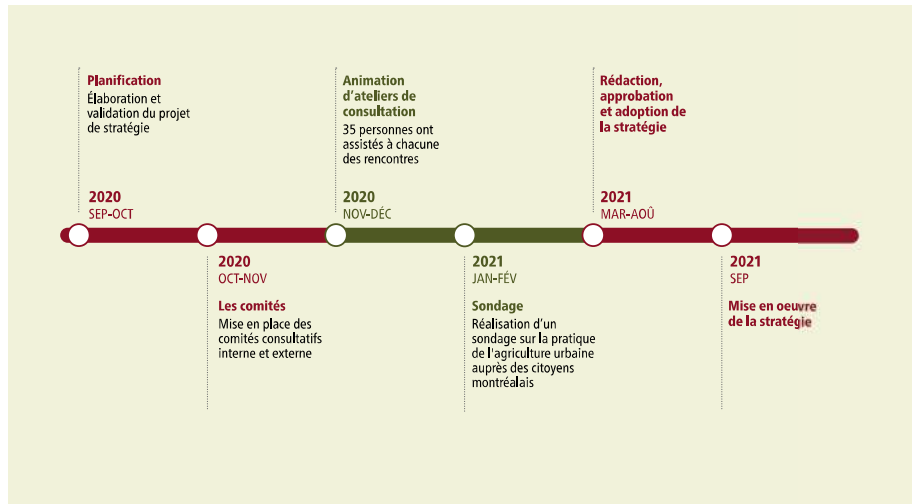 Planification
Élaboration et
validation du projet
de stratégie
2020
SEP-OCT
2020
OCT-NOV
Les comités
Mise en place des
comités consultatifs
interne et externe
Animation
d'ateliers de
consultation
35 personnes ont
assistés à chacune
des rencontres
2020
NOV-DÉC
2021
JAN-FÉV
Sondage
Réalisation d'un
sondage sur la pratique
de l'agriculture urbaine
auprès des citoyens
montréalais
Rédaction,
approbation
et adoption de
la stratégie
2021
MAR-AOÛ
2021
SEP
Mise en oeuvre
de la stratégie